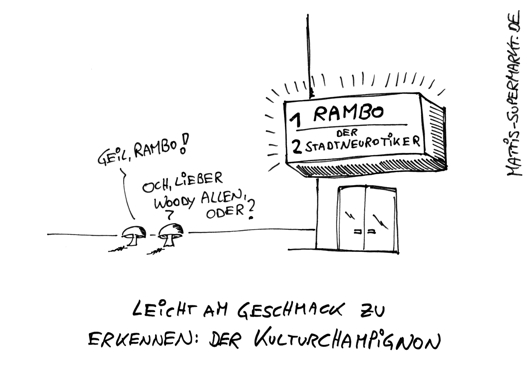 1 RAMBO
2 DER
STADTNEUROTIKER
GEIL, RAMBO!
OCH, LIEBER
WOODY ALLEN,
ODER?
?
LEICHT AM GESCHMACK ZU
ERKENNEN: DER KULTURCHAMPIGNON
MATTIS-SUPERMARKT.DE